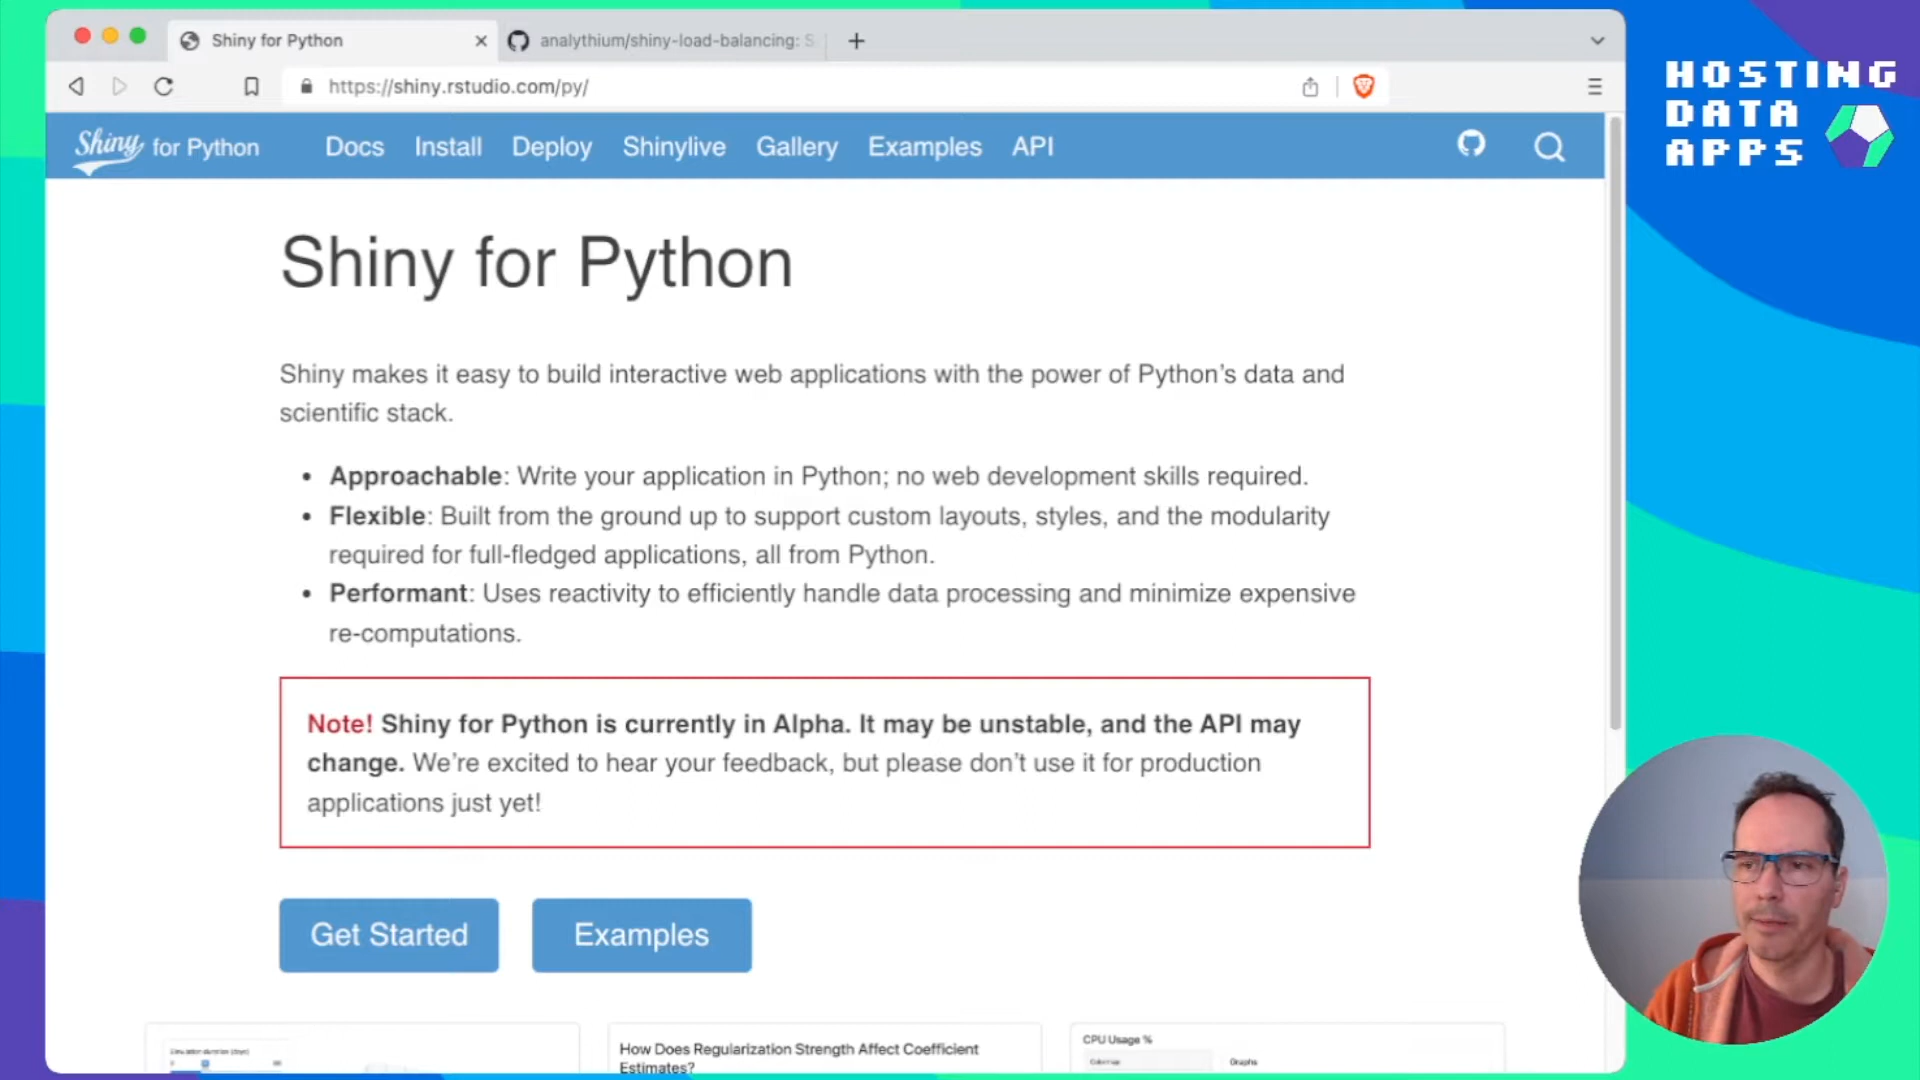 Shiny for Python
analythium/shiny-load-balancing: S
https://shiny.rstudio.com/py/
HOSTING
DATA
APPS
Shiny for Python
Docs
Install
Deploy
Shinylive
Gallery
Examples
API
Shiny for Python
Shiny makes it easy to build interactive web applications with the power of Python's data and
scientific stack.
• Approachable: Write your application in Python; no web development skills required.
• Flexible: Built from the ground up to support custom layouts, styles, and the modularity
required for full-fledged applications, all from Python.
• Performant: Uses reactivity to efficiently handle data processing and minimize expensive
re-computations.
Note! Shiny for Python is currently in Alpha. It may be unstable, and the API may
change. We're excited to hear your feedback, but please don't use it for production
applications just yet!
Get Started
Examples
How Does Regularization Strength Affect Coefficient
Estimates?
CPU Usage %
Graphs